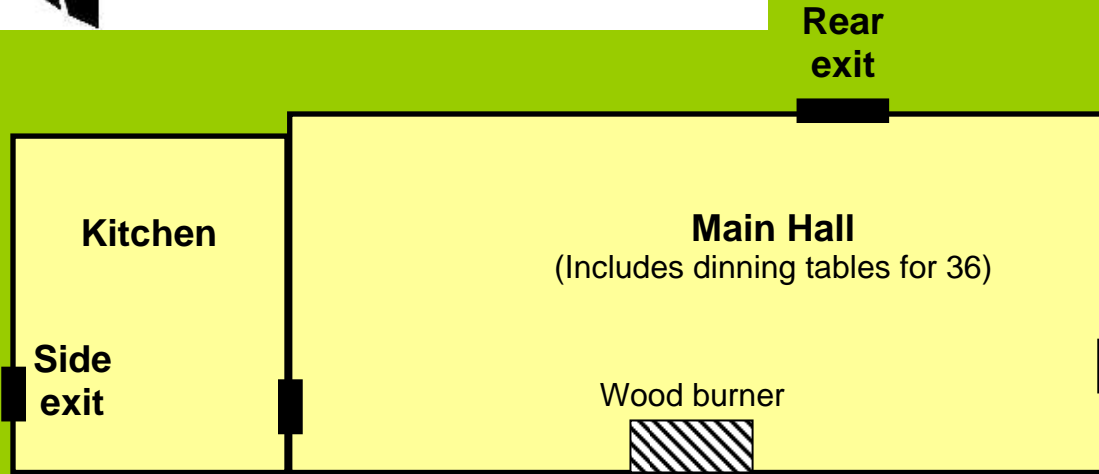 Rear
exit
Kitchen
Main Hall
(Includes dinning tables for 36)
Side
exit
Wood burner